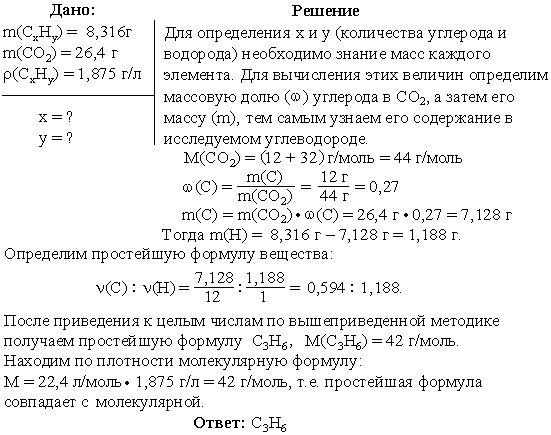 Дано:
m(CxHy) = 8,316г
m(CO2) = 26,4 г
ρ(CxHy) = 1,875 г/л
x = ?
y = ?
Решение
Для определения x и y (количества углерода и
водорода) необходимо знание масс каждого
элемента. Для вычисления этих величин определим
массовую долю (ω) углерода в CO2, а затем его
массу (m), тем самым узнаем его содержание в
исследуемом углеводороде.
M(CO2) = (12 + 32) г/моль = 44 г/моль
ω(C) = m(C)/m(CO2) = 12 г/44 г = 0,27
m(C) = m(CO2) • ω(C) = 26,4 г • 0,27 = 7,128 г
Тогда m(H) = 8,316 г – 7,128 г = 1,188 г.
Определим простейшую формулу вещества:
ν(C) : ν(H) = 7,128/12 : 1,188/1 = 0,594 : 1,188.
После приведения к целым числам по вышеприведенной методике
получаем простейшую формулу C3H6, M(C3H6) = 42 г/моль.
Находим по плотности молекулярную формулу:
M = 22,4 л/моль • 1,875 г/л = 42 г/моль, т.е. простейшая формула
совпадает с молекулярной.
Ответ: C3H6